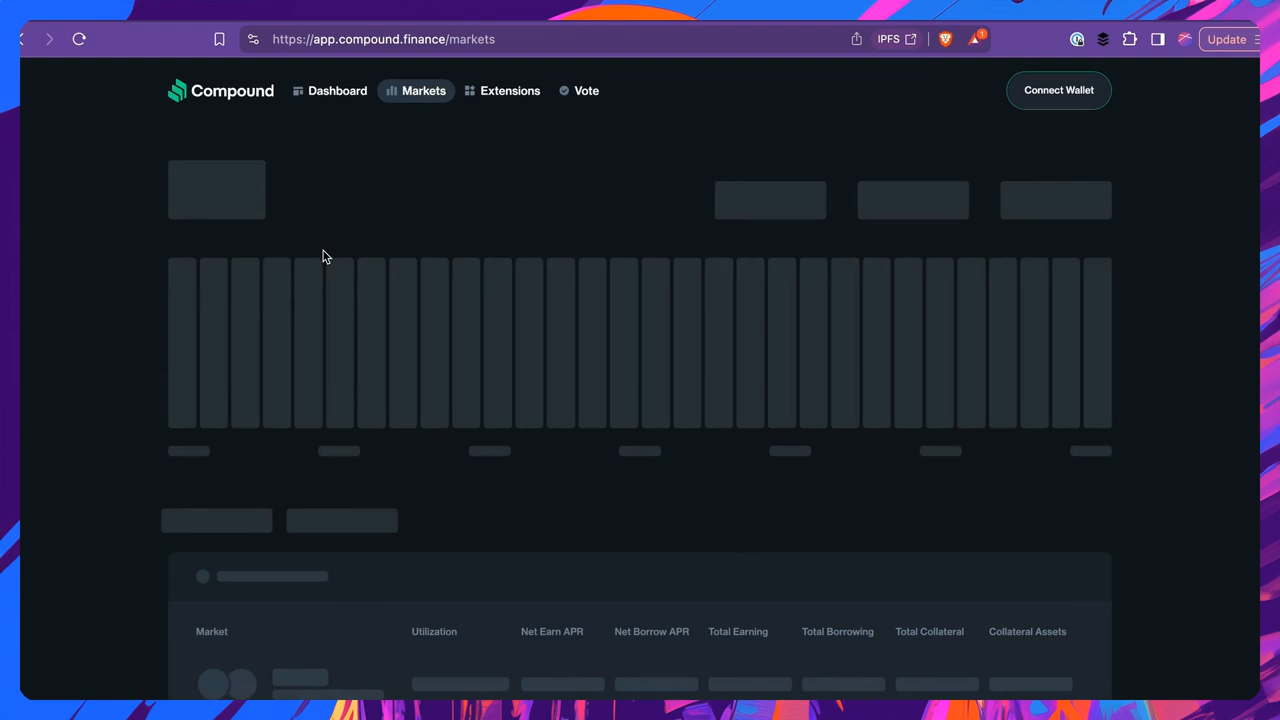 https://app.compound.finance/markets
IPFS
1
Update
Compound
Dashboard
Markets
Extensions
Vote
Connect Wallet
Market
Utilization
Net Earn APR
Net Borrow APR
Total Earning
Total Borrowing
Total Collateral
Collateral Assets